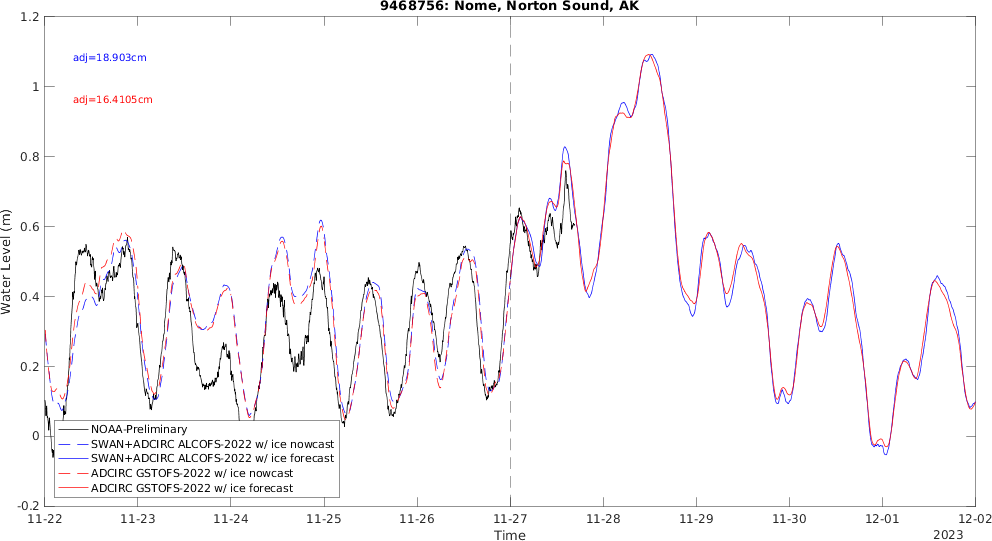 9468756: Nome, Norton Sound, AK
1.2
1
0.8
0.6
0.4
0.2
0
-0.2
Water Level (m)
adj=18.903cm
adj=16.4105cm
NOAA-Preliminary
SWAN+ADCIRC ALCOFS-2022 w/ ice nowcast
SWAN+ADCIRC ALCOFS-2022 w/ ice forecast
ADCIRC GSTOFS-2022 w/ ice nowcast
ADCIRC GSTOFS-2022 w/ ice forecast
11-22 11-23 11-24 11-25 11-26 11-27 11-28 11-29 11-30 12-01 12-02
Time
2023